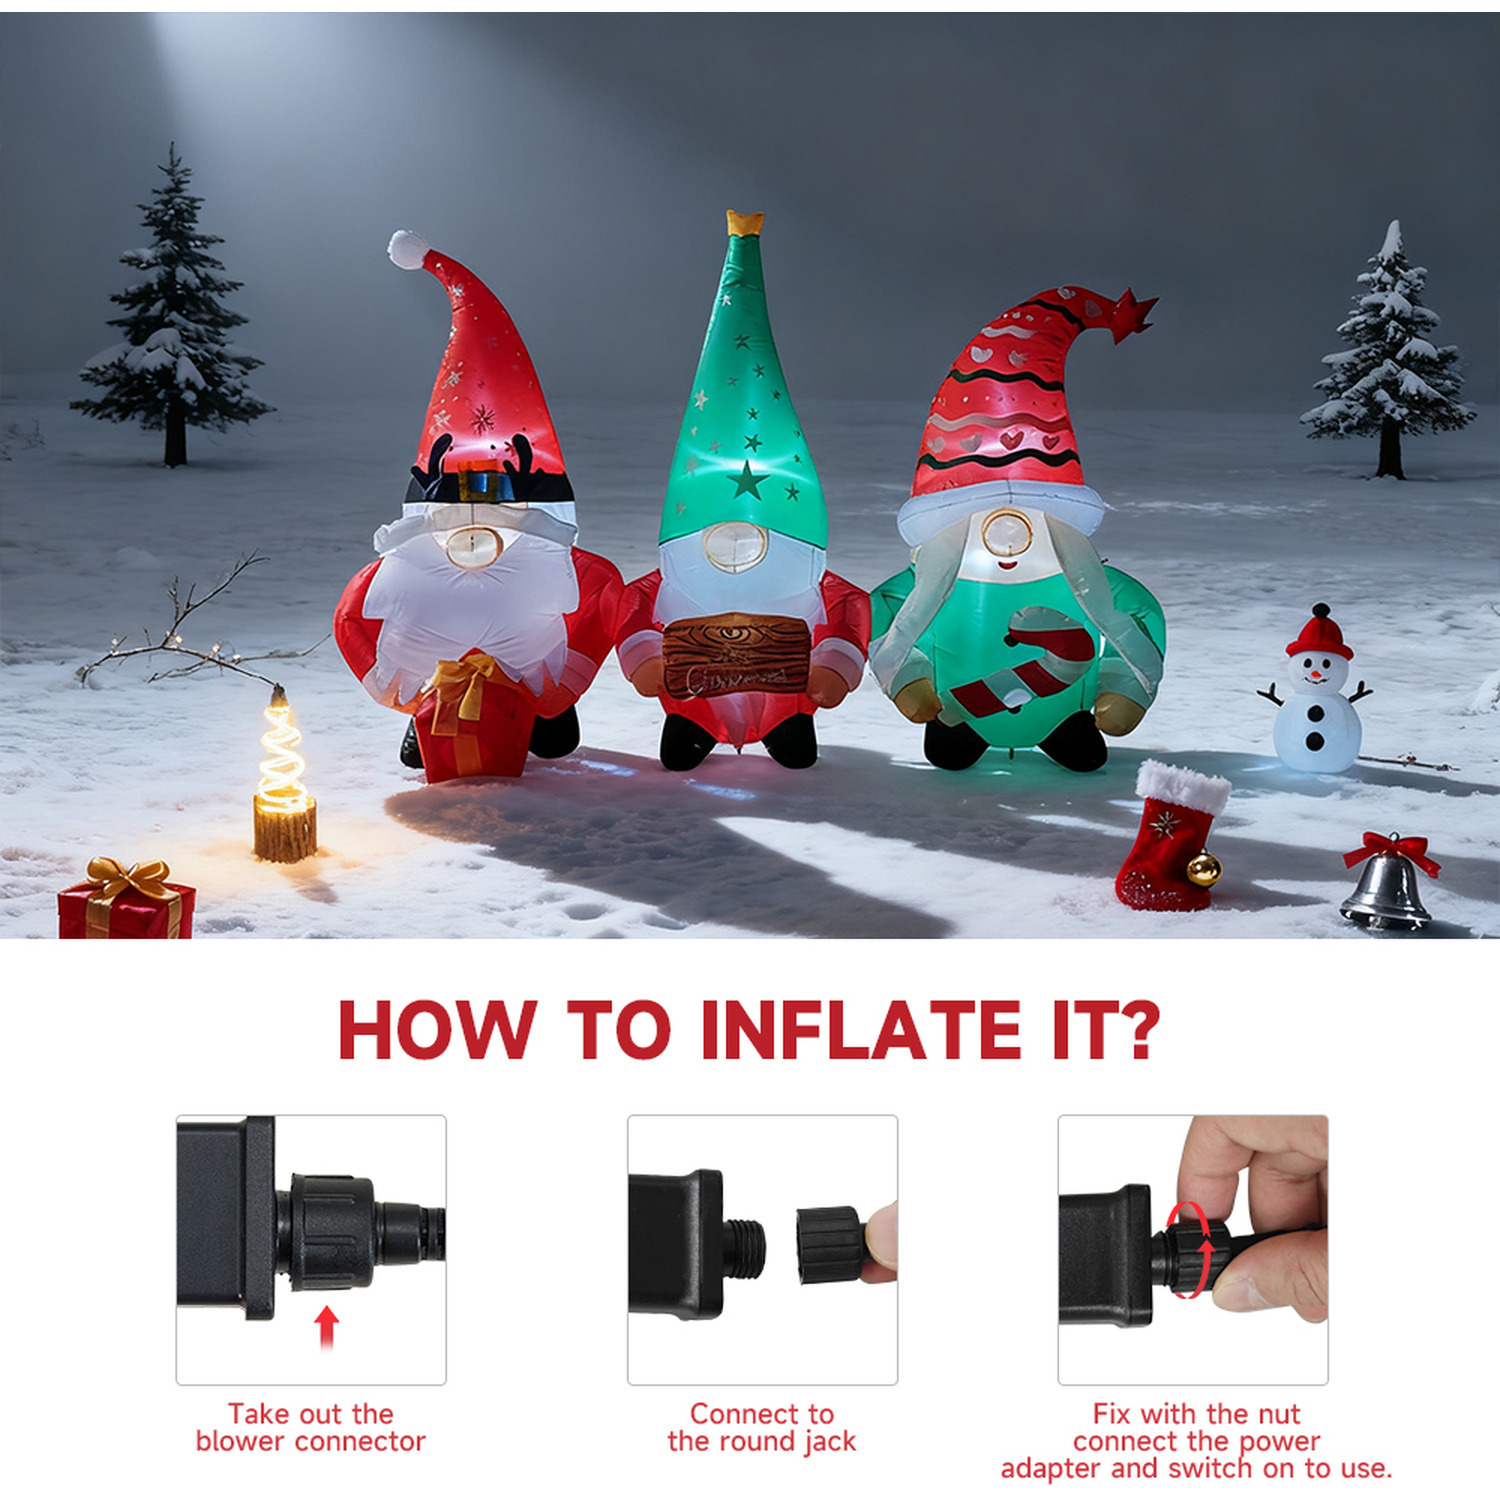 HOW TO INFLATE IT?
Take out the
blower connector
Connect to
the round jack
Fix with the nut
connect the power
adapter and switch on to use.